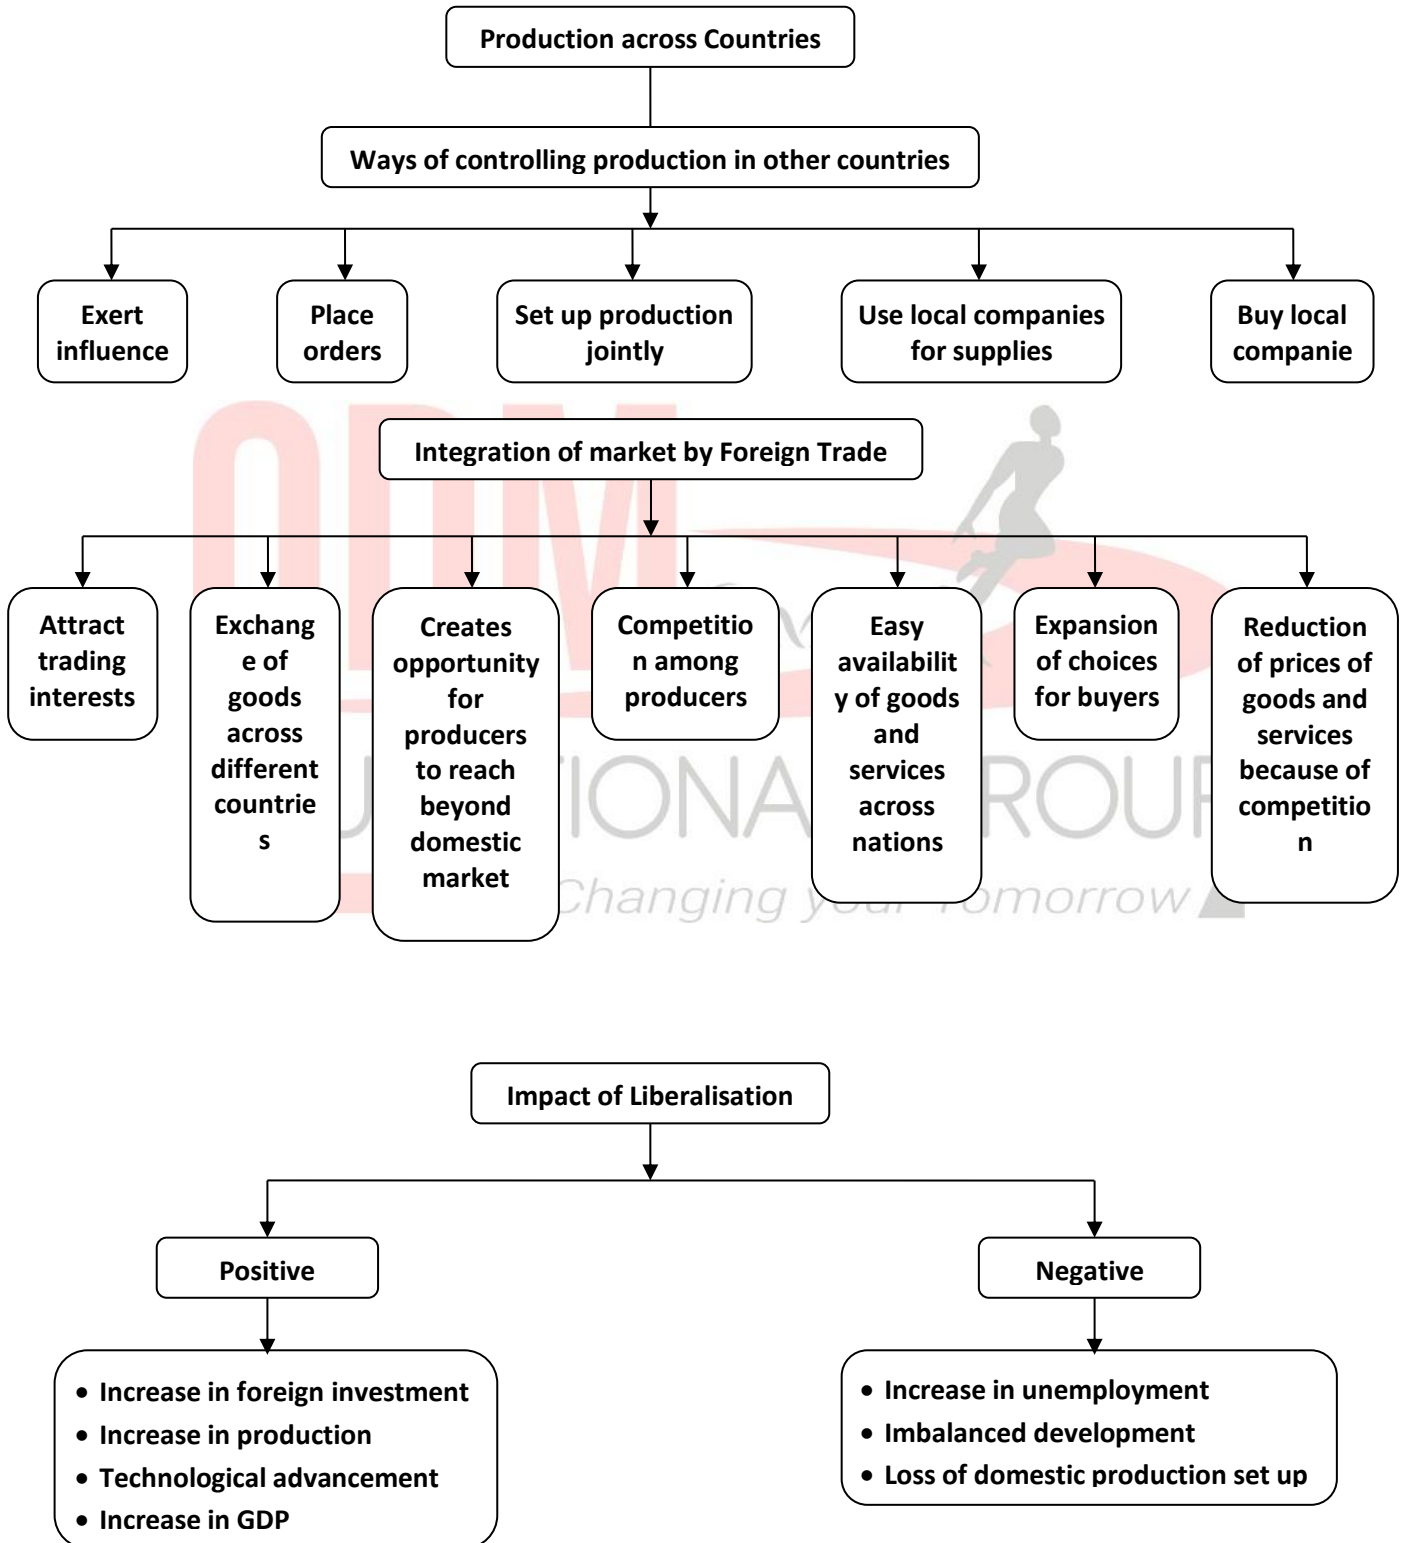 Production across Countries
Ways of controlling production in other countries
Exert
influence
Place
orders
Set up production
jointly
Use local companies
for supplies
Buy local
companie
Integration of market by Foreign Trade
Attract
trading
interests
Exchang
e of
goods
across
different
countrie
s
Creates
opportunity
for
producers
to reach
beyond
domestic
market
Competitio
n among
producers
Easy
availabilit
y of goods
and
services
across
nations
Expansion
of choices
for buyers
Reduction
of prices of
goods and
services
because of
competitio
n
Changing your Tomorrow
Impact of Liberalisation
Positive
Negative
• Increase in foreign investment
• Increase in production
• Technological advancement
• Increase in GDP
• Increase in unemployment
• Imbalanced development
• Loss of domestic production set up